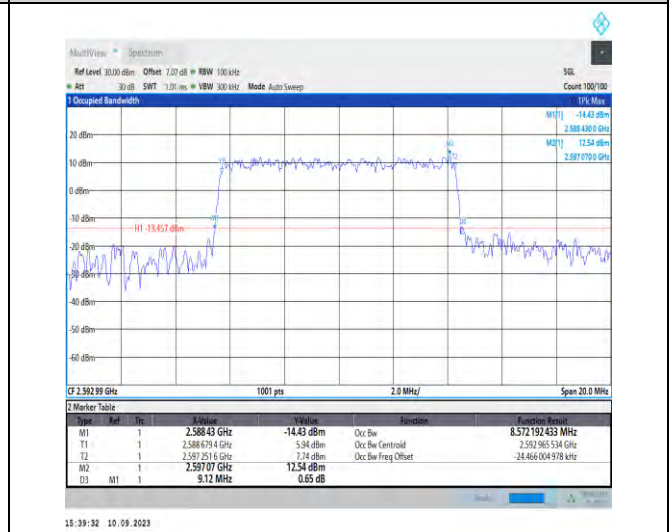 MultiView Spectrum
Ref Level 30.00 dBm Offset 7.07 dB RBW 100 kHz SGL
Att 30 dB SWT 1.01 ms VBW 300 kHz Mode Auto Sweep Count 100/100
1 Occupied Bandwidth 1Pk Max
M1[1] -14.43 dBm
2.588 430 0 GHz
M2[1] 12.54 dBm
2.597 070 0 GHz
20 dBm
M2
T1 T2
10 dBm
0 dBm
-10 dBm
M1
H1 -13.457 dBm
-20 dBm
-30 dBm
-40 dBm
-50 dBm
-60 dBm
CF 2.592 99 GHz 1001 pts 2.0 MHz/ Span 20.0 MHz
2 Marker Table
Type Ref Trc X-Value Y-Value Function Function Result
M1 1 2.588 43 GHz -14.43 dBm Occ Bw 8.572 192 433 MHz
T1 1 2.588 679 4 GHz 5.94 dBm Occ Bw Centroid 2.592 965 534 GHz
T2 1 2.597 251 6 GHz 7.74 dBm Occ Bw Freq Offset -24.466 004 978 kHz
M2 1 2.597 07 GHz 12.54 dBm
D3 M1 1 9.12 MHz 0.65 dB
15:39:32 10.09.2023